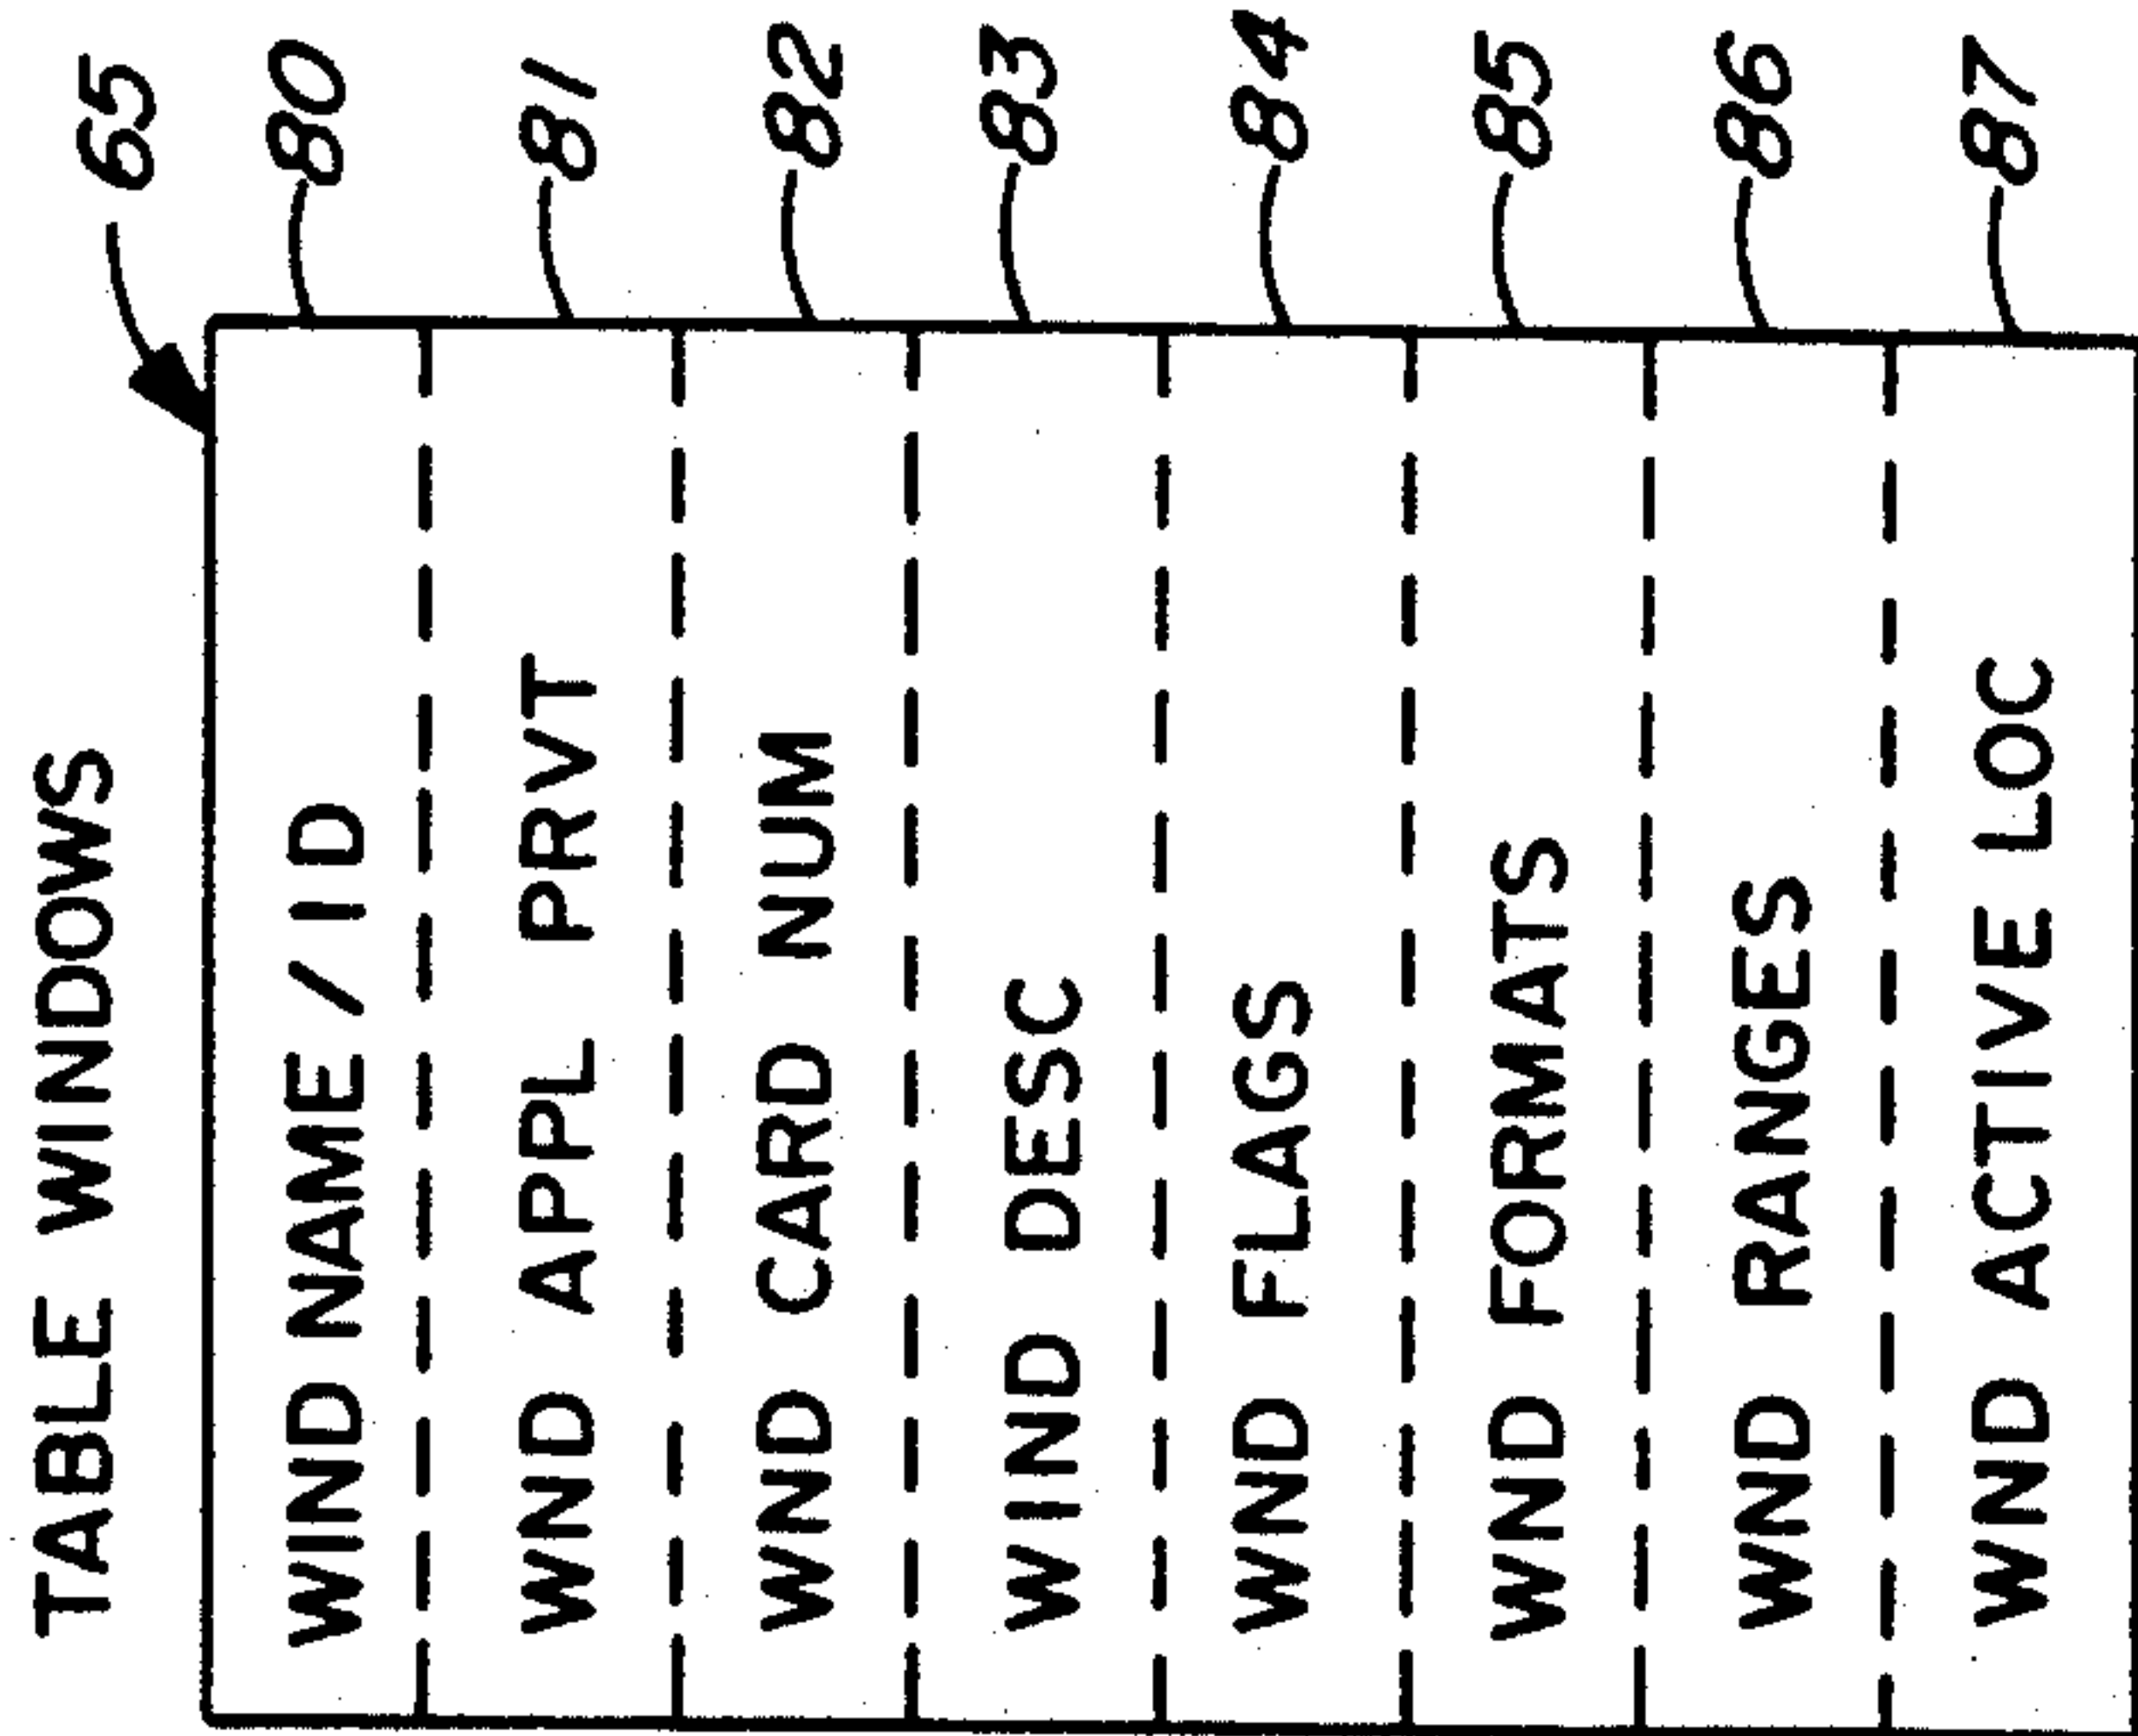 TABLE WINDOWS 65
WIND NAME / ID 80
WND APPL PRVT 81
WND CARD NUM 82
WIND DESC 83
WND FLAGS 84
WND FORMATS 85
WND RANGES 86
WND ACTIVE LOC 87